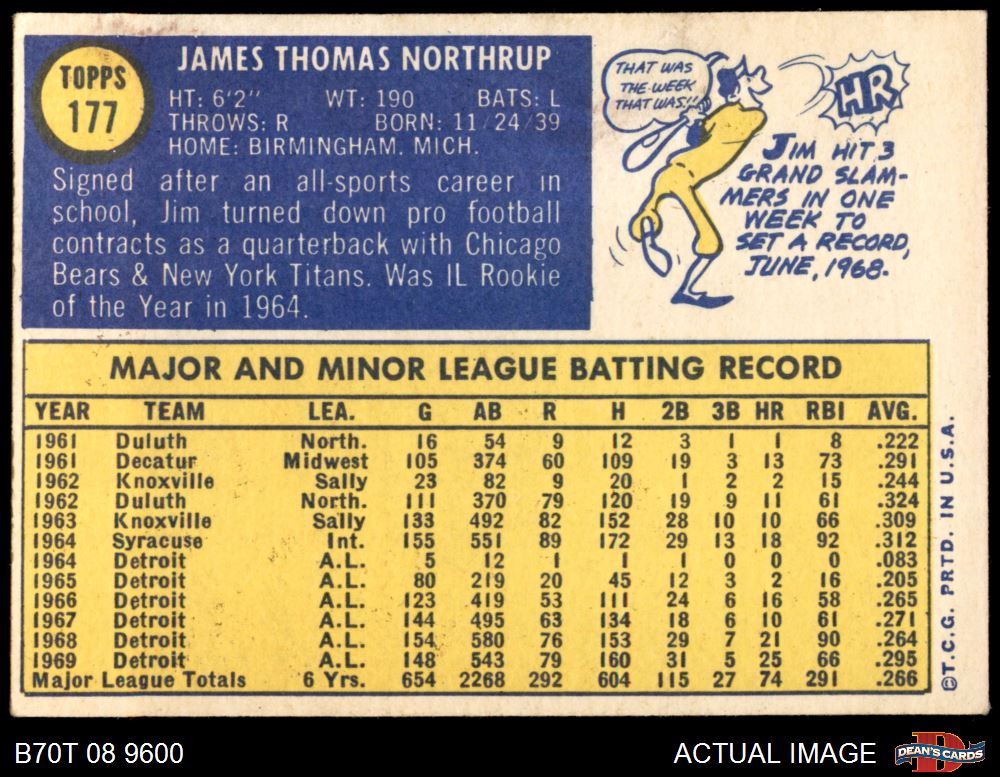 TOPPS
177
JAMES THOMAS NORTHRUP
HT: 6'2" WT: 190 BATS: L
THROWS: R BORN: 11/24/39
HOME: BIRMINGHAM. MICH.
Signed after an all-sports career in
school, Jim turned down pro football
contracts as a quarterback with Chicago
Bears & New York Titans. Was IL Rookie
of the Year in 1964.
THAT WAS
THE WEEK
THAT WAS!!
HR
JIM HIT 3
GRAND SLAM-
MERS IN ONE
WEEK TO
SET A RECORD,
JUNE, 1968.
MAJOR AND MINOR LEAGUE BATTING RECORD
YEAR TEAM LEA. G AB R H 2B 3B HR RBI AVG.
1961 Duluth North. 16 54 9 12 3 1 1 8 .222
1961 Decatur Midwest 105 374 60 109 19 3 13 73 .291
1962 Knoxville Sally 23 82 9 20 1 2 2 15 .244
1962 Duluth North. 111 370 79 120 19 9 11 61 .324
1963 Knoxville Sally 133 492 82 152 28 10 10 66 .309
1964 Syracuse Int. 155 551 89 172 29 13 18 92 .312
1964 Detroit A.L. 5 12 1 1 1 0 0 0 .083
1965 Detroit A.L. 80 219 20 45 12 3 2 16 .205
1966 Detroit A.L. 123 419 53 111 24 6 16 58 .265
1967 Detroit A.L. 144 495 63 134 18 6 10 61 .271
1968 Detroit A.L. 154 580 76 153 29 7 21 90 .264
1969 Detroit A.L. 148 543 79 160 31 5 25 66 .295
Major League Totals 6 Yrs. 654 2268 292 604 115 27 74 291 .266
©T.C.G. PRTD. IN U.S.A.
B70T 08 9600
ACTUAL IMAGE
D
DEAN'S CARDS